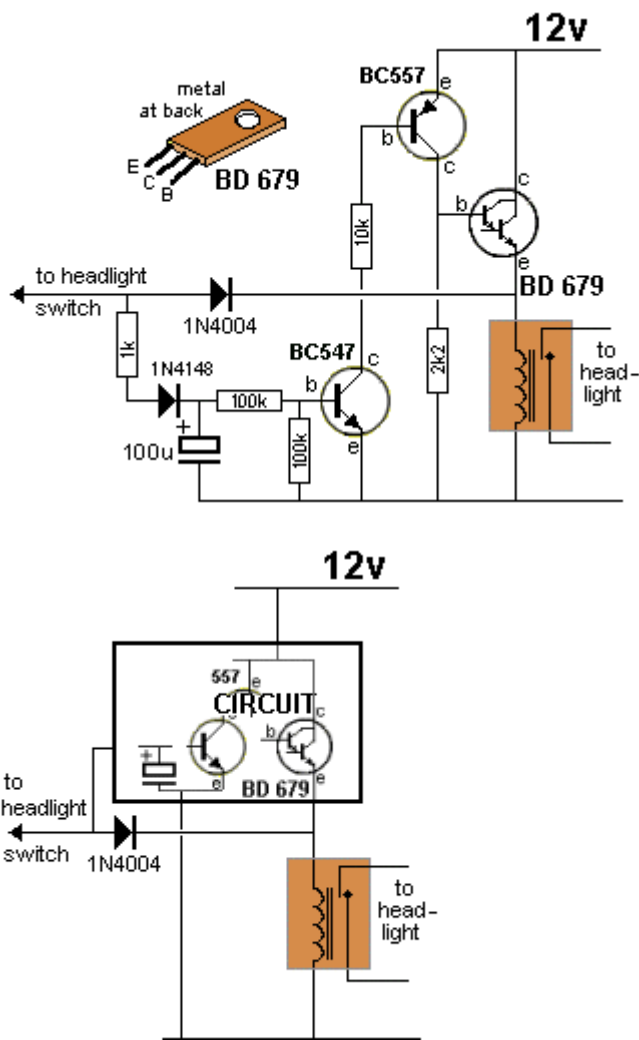 12v
BC557
e
b
c
metal
at back
E
C
B
BD 679
10k
b
c
e
BD 679
to headlight
switch
1N4004
1k
1N4148
BC547
c
b
e
100k
100k
+
100u
2k2
to
head-
light
12v
557
e
CIRCUIT
c
b
e
e
+
BD 679
to
headlight
switch
1N4004
to
head-
light